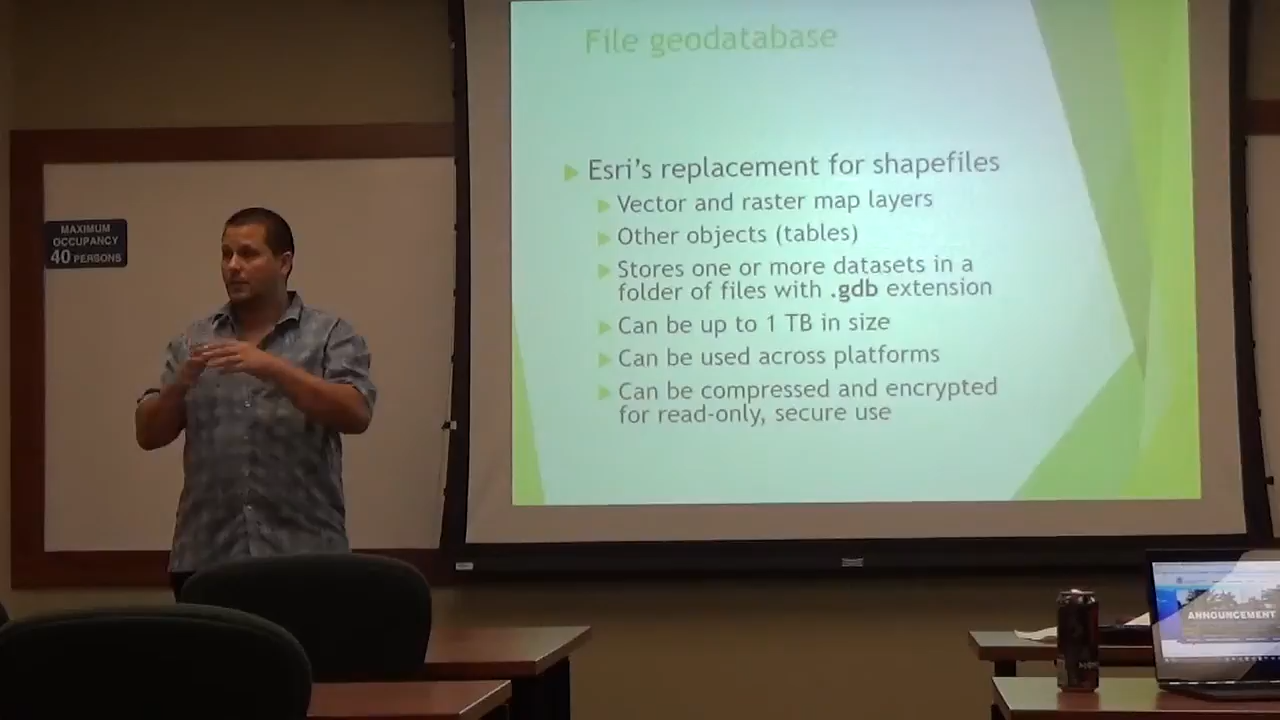 File geodatabase
Esri's replacement for shapefiles
Vector and raster map layers
Other objects (tables)
Stores one or more datasets in a
folder of files with .gdb extension
Can be up to 1 TB in size
Can be used across platforms
Can be compressed and encrypted
for read-only, secure use
MAXIMUM
OCCUPANCY
40 PERSONS
ANNOUNCEMENT